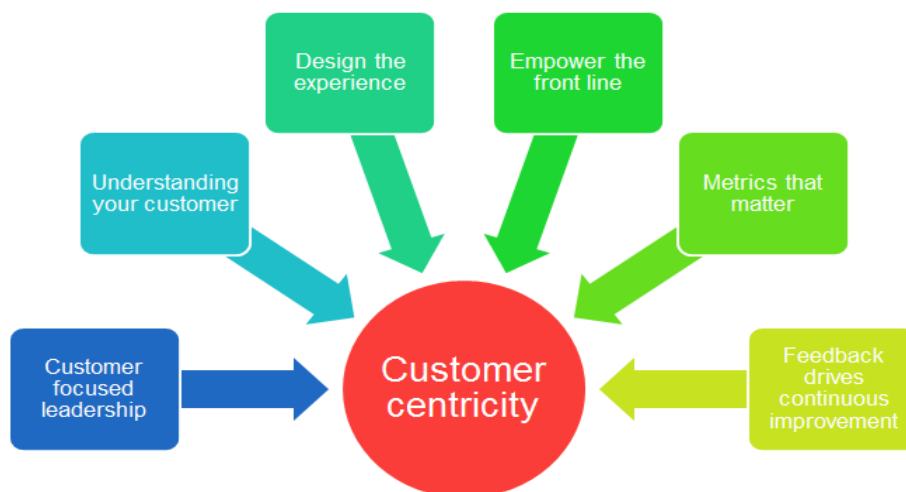 Design the
experience
Empower the
front line
Understanding
your customer
Metrics that
matter
Customer
focused
leadership
Customer
centricity
Feedback
drives
continuous
improvement